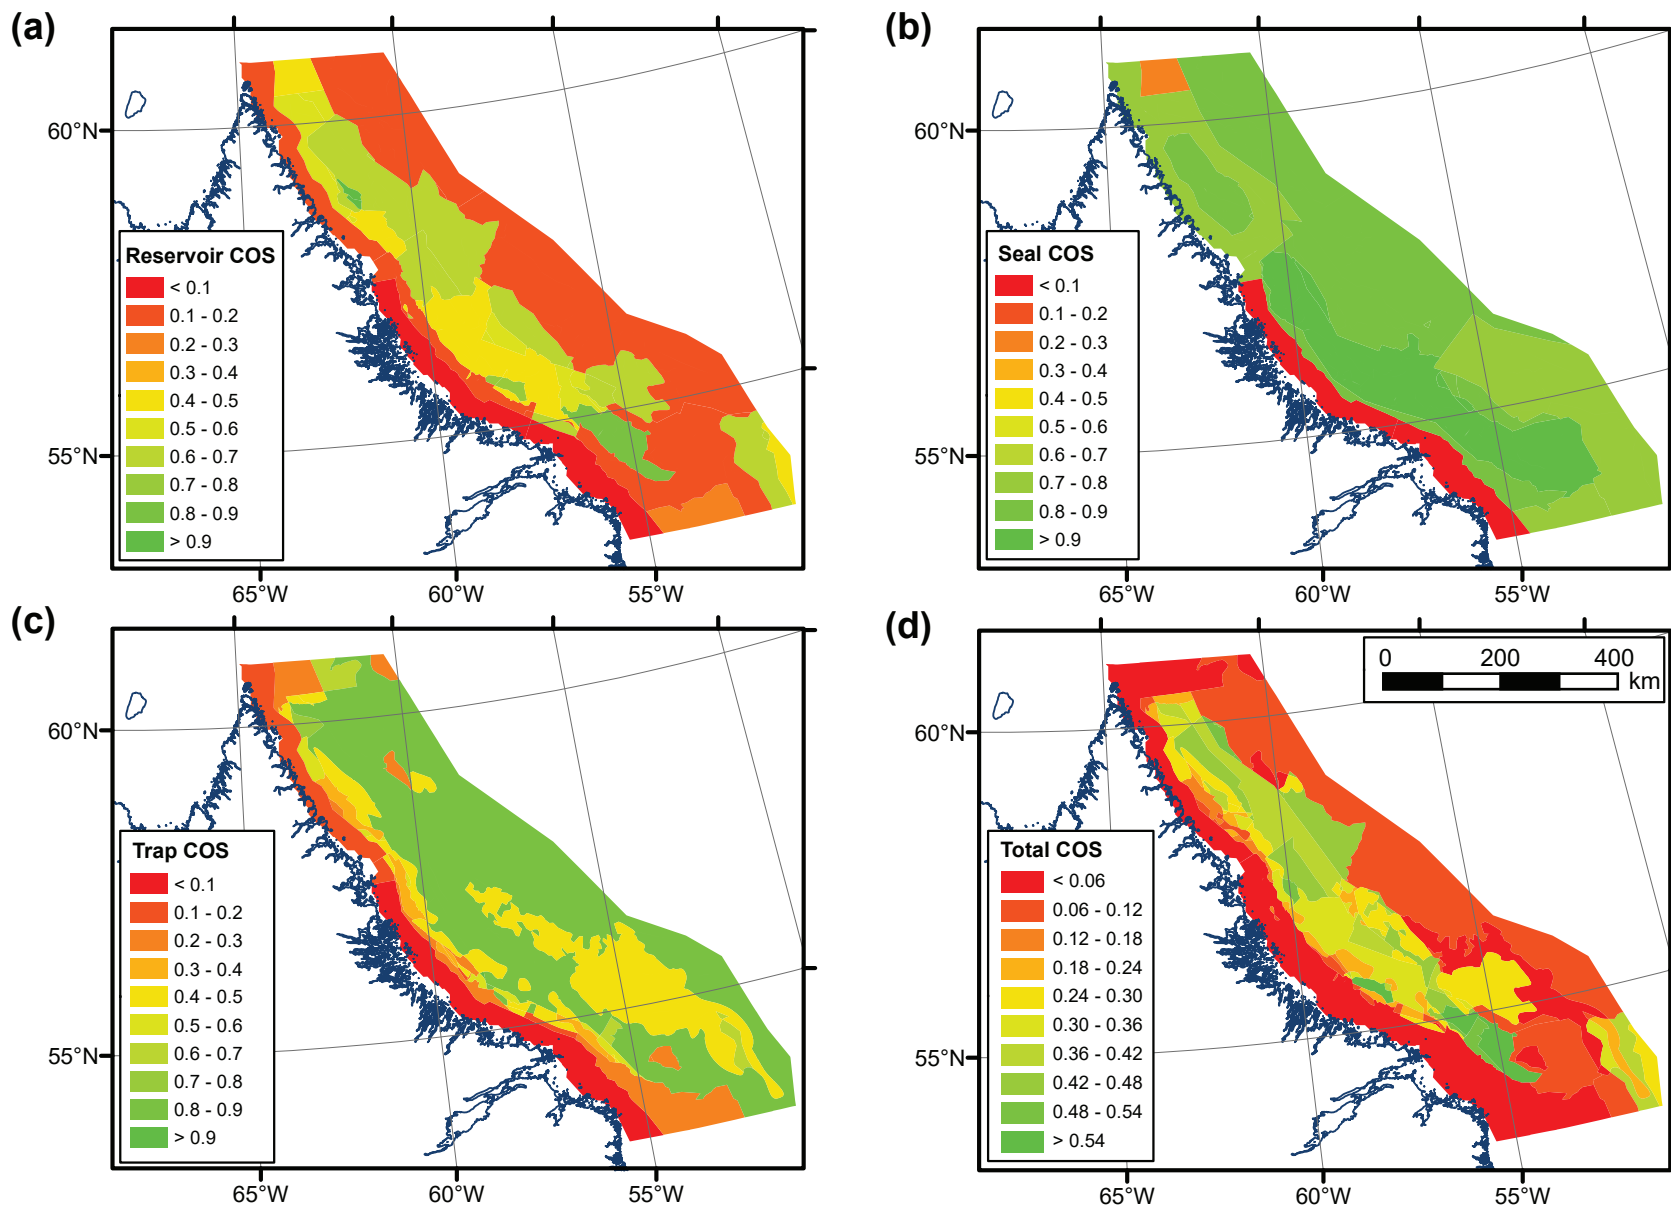 (a)
60°N
55°N
65°W
60°W
55°W
Reservoir COS
< 0.1
0.1 - 0.2
0.2 - 0.3
0.3 - 0.4
0.4 - 0.5
0.5 - 0.6
0.6 - 0.7
0.7 - 0.8
0.8 - 0.9
> 0.9
(b)
60°N
55°N
65°W
60°W
55°W
Seal COS
< 0.1
0.1 - 0.2
0.2 - 0.3
0.3 - 0.4
0.4 - 0.5
0.5 - 0.6
0.6 - 0.7
0.7 - 0.8
0.8 - 0.9
> 0.9
(c)
60°N
55°N
65°W
60°W
55°W
Trap COS
< 0.1
0.1 - 0.2
0.2 - 0.3
0.3 - 0.4
0.4 - 0.5
0.5 - 0.6
0.6 - 0.7
0.7 - 0.8
0.8 - 0.9
> 0.9
(d)
0 200 400
km
60°N
55°N
65°W
60°W
55°W
Total COS
< 0.06
0.06 - 0.12
0.12 - 0.18
0.18 - 0.24
0.24 - 0.30
0.30 - 0.36
0.36 - 0.42
0.42 - 0.48
0.48 - 0.54
> 0.54